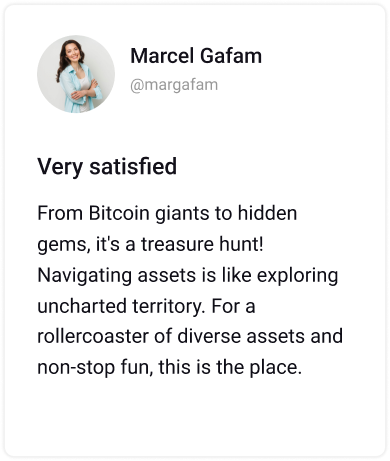 Marcel Gafam
@margafam
Very satisfied
From Bitcoin giants to hidden
gems, it's a treasure hunt!
Navigating assets is like exploring
uncharted territory. For a
rollercoaster of diverse assets and
non-stop fun, this is the place.